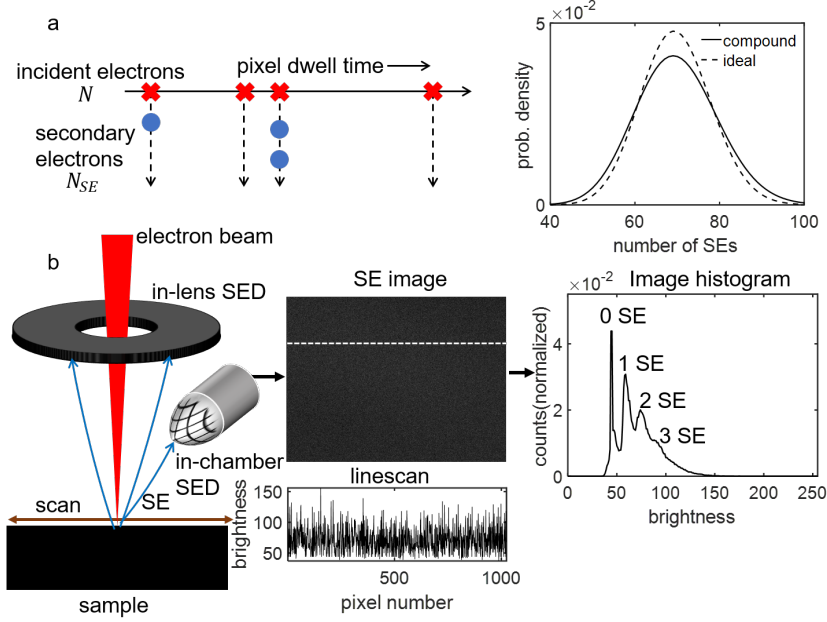 a
incident electrons
N
pixel dwell time
secondary
electrons
N_SE
5 ×10⁻²
compound
ideal
prob. density
0
40 60 80 100
number of SEs
b
electron beam
in-lens SED
in-chamber
SED
SE
scan
sample
SE image
linescan
150
100
50
brightness
500 1000
pixel number
×10⁻² Image histogram
0 SE
1 SE
2 SE
3 SE
4
2
0
counts(normalized)
0 50 100 150 200 250
brightness